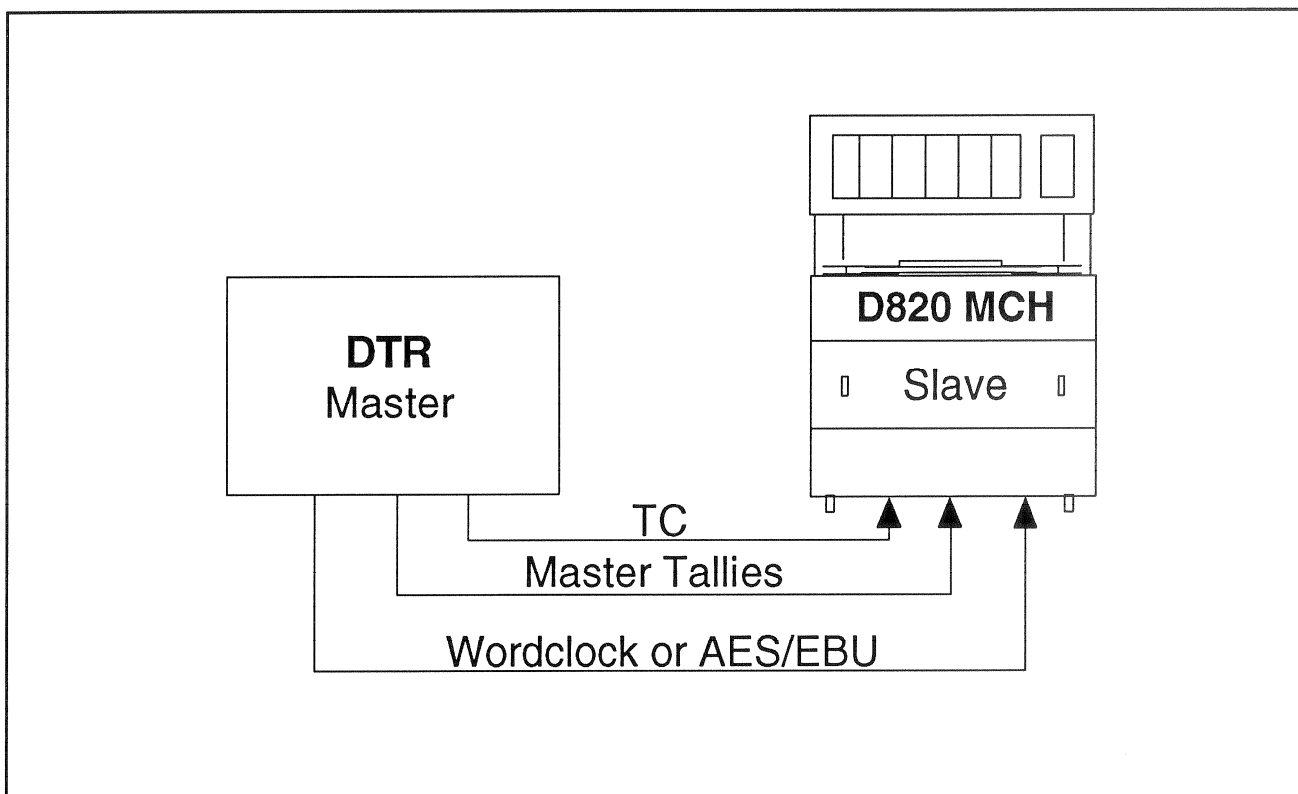 DTR
Master
D820 MCH
Slave
TC
Master Tallies
Wordclock or AES/EBU